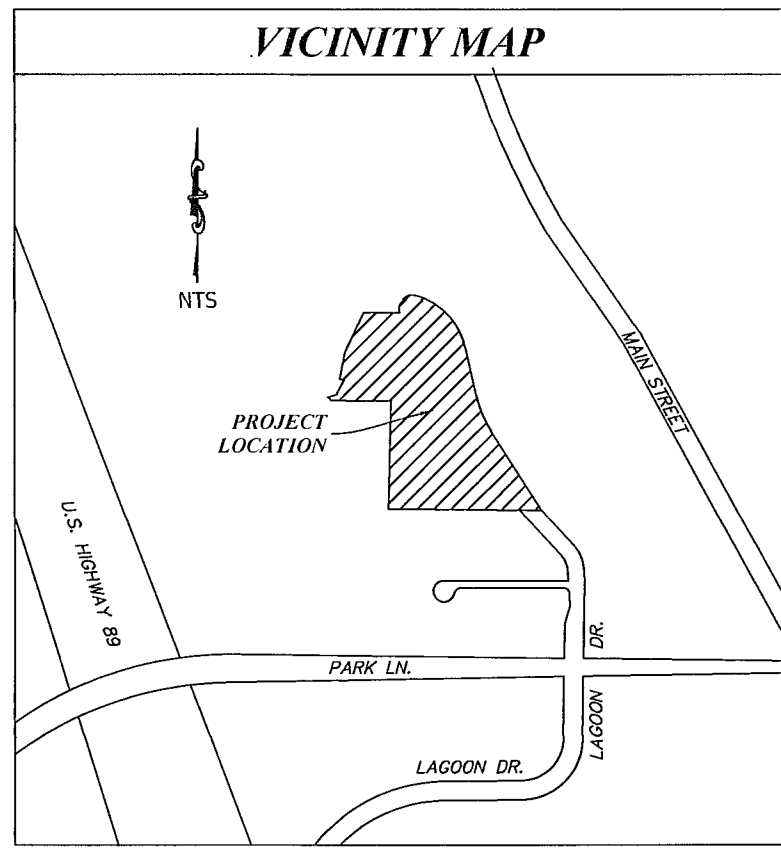 VICINITY MAP
NTS
MAIN STREET
PROJECT
LOCATION
U.S. HIGHWAY 89
PARK LN.
LAGOON DR.
LAGOON DR.